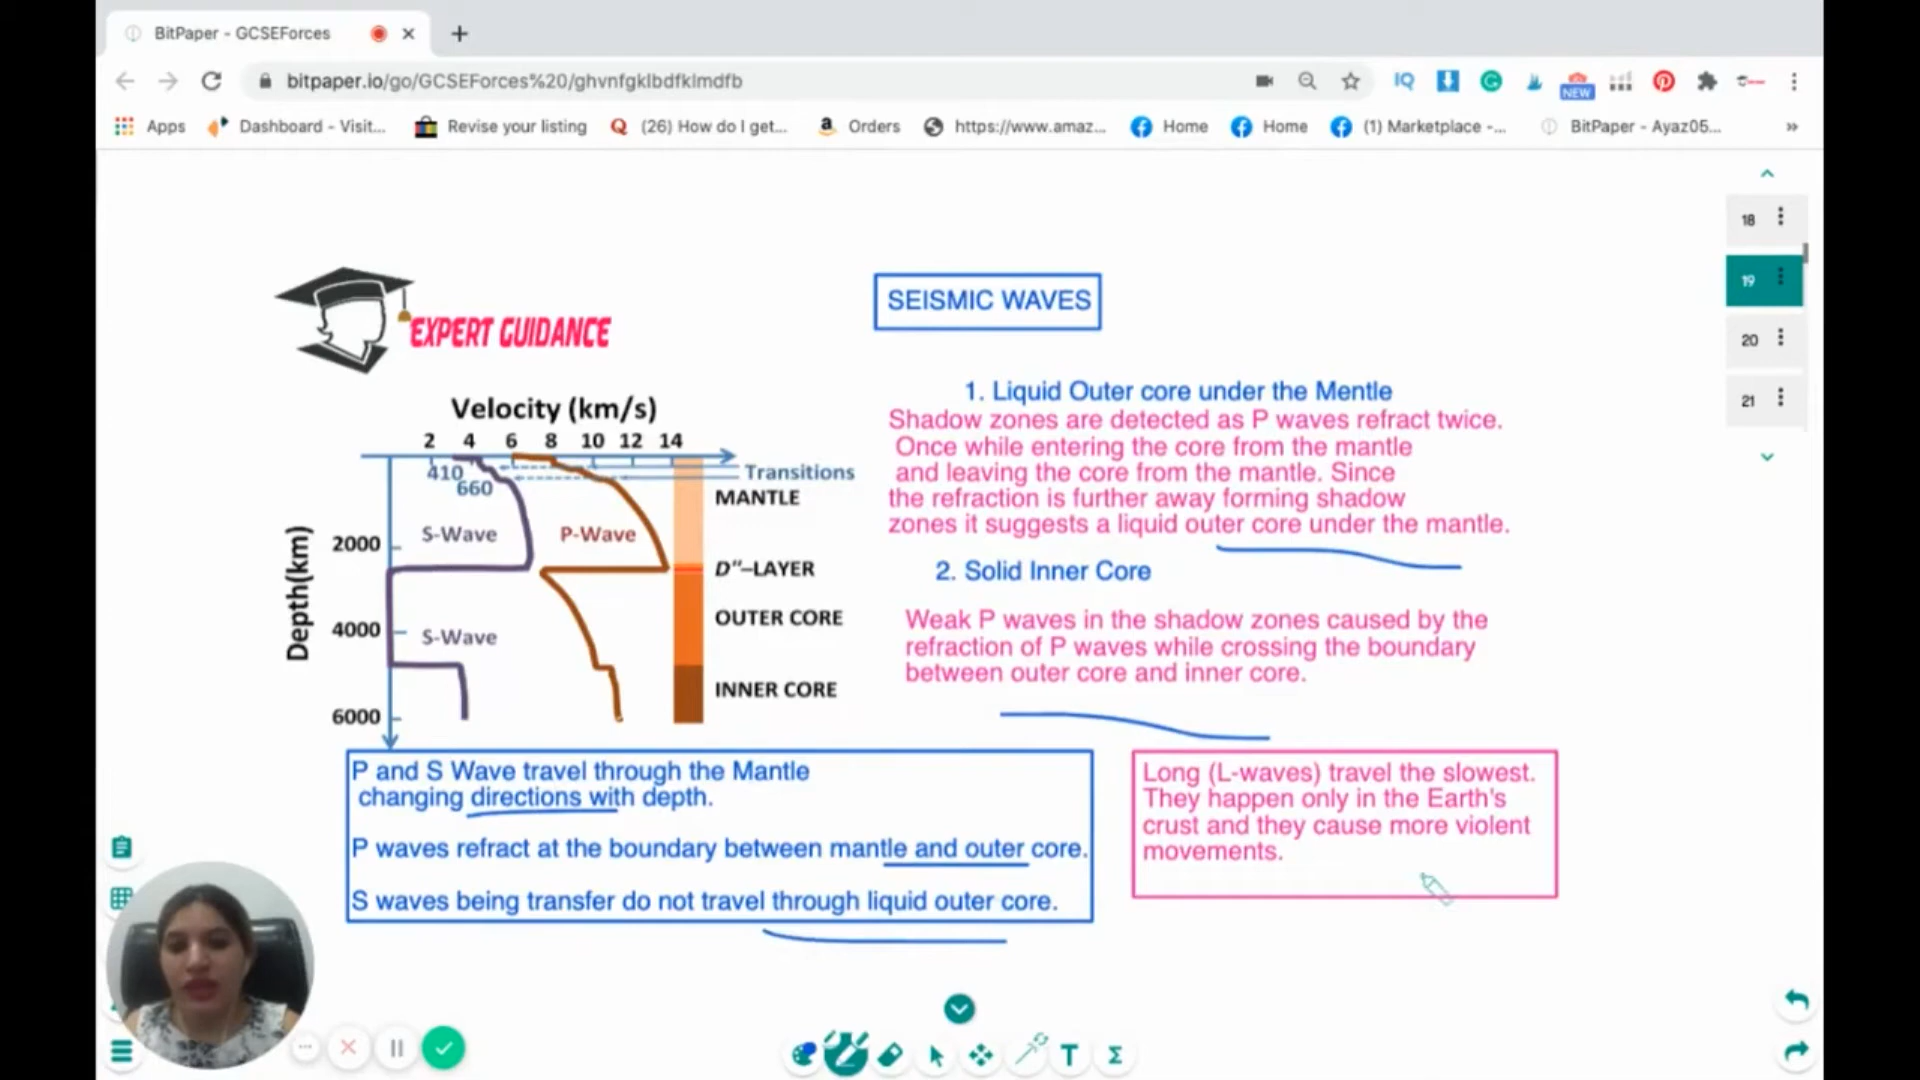 BitPaper - GCSEForces
bitpaper.io/go/GCSEForces%20/ghvnfgklbdfklmdfb
IQ
NEW
Apps
Dashboard - Visit...
Revise your listing
(26) How do I get...
Orders
https://www.amaz...
Home
Home
(1) Marketplace -...
BitPaper - Ayaz05...
18
19
20
21
EXPERT GUIDANCE
SEISMIC WAVES
Velocity (km/s)
2 4 6 8 10 12 14
410
660
Transitions
MANTLE
S-Wave
P-Wave
2000
D"–LAYER
OUTER CORE
Depth(km)
4000
S-Wave
INNER CORE
6000
1. Liquid Outer core under the Mentle
Shadow zones are detected as P waves refract twice.
Once while entering the core from the mantle
and leaving the core from the mantle. Since
the refraction is further away forming shadow
zones it suggests a liquid outer core under the mantle.
2. Solid Inner Core
Weak P waves in the shadow zones caused by the
refraction of P waves while crossing the boundary
between outer core and inner core.
P and S Wave travel through the Mantle
changing directions with depth.
P waves refract at the boundary between mantle and outer core.
S waves being transfer do not travel through liquid outer core.
Long (L-waves) travel the slowest.
They happen only in the Earth's
crust and they cause more violent
movements.
T
Σ